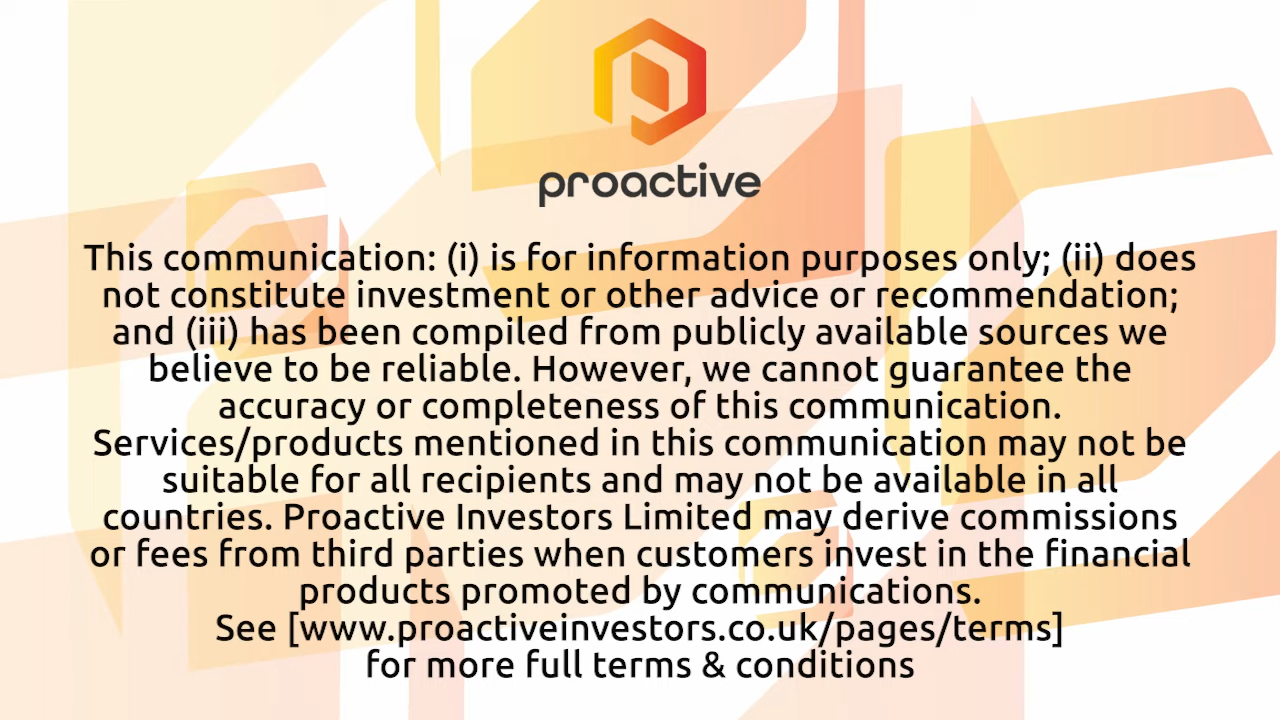 proactive
This communication: (i) is for information purposes only; (ii) does
not constitute investment or other advice or recommendation;
and (iii) has been compiled from publicly available sources we
believe to be reliable. However, we cannot guarantee the
accuracy or completeness of this communication.
Services/products mentioned in this communication may not be
suitable for all recipients and may not be available in all
countries. Proactive Investors Limited may derive commissions
or fees from third parties when customers invest in the financial
products promoted by communications.
See [www.proactiveinvestors.co.uk/pages/terms]
for more full terms & conditions